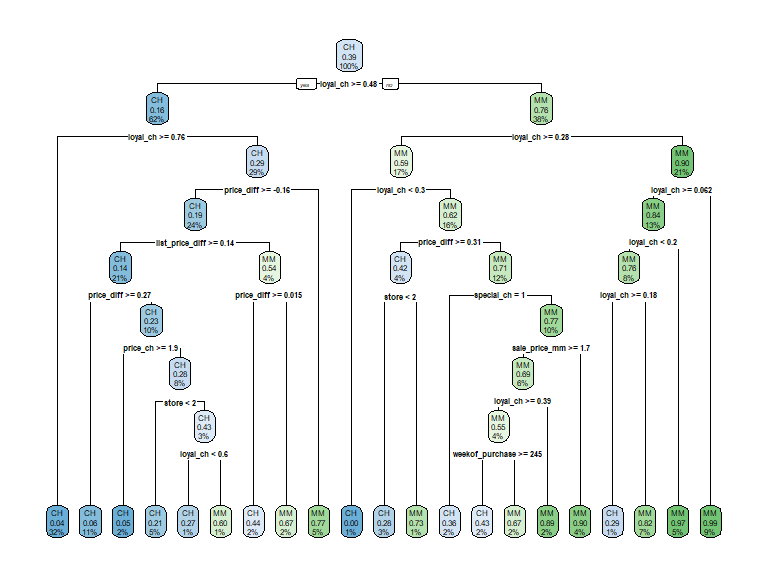 CH
0.39
100%
yes loyal_ch >= 0.48 no
CH
0.16
62%
MM
0.76
38%
loyal_ch >= 0.76
loyal_ch >= 0.28
CH
0.29
29%
MM
0.59
17%
MM
0.90
21%
price_diff >= -0.16
loyal_ch < 0.3
loyal_ch >= 0.062
CH
0.19
24%
MM
0.62
16%
MM
0.84
13%
list_price_diff >= 0.14
price_diff >= 0.31
loyal_ch < 0.2
CH
0.14
21%
MM
0.54
4%
CH
0.42
4%
MM
0.71
12%
MM
0.76
8%
price_diff >= 0.27
price_diff >= 0.015
store < 2
special_ch = 1
loyal_ch >= 0.18
CH
0.23
10%
MM
0.77
10%
price_ch >= 1.9
sale_price_mm >= 1.7
CH
0.28
8%
MM
0.69
6%
store < 2
loyal_ch >= 0.39
CH
0.43
3%
MM
0.55
4%
loyal_ch < 0.6
weekof_purchase >= 245
CH
0.04
32%
CH
0.06
11%
CH
0.05
2%
CH
0.21
5%
CH
0.27
1%
MM
0.60
1%
CH
0.44
2%
MM
0.67
2%
MM
0.77
5%
CH
0.00
1%
CH
0.28
3%
MM
0.73
1%
CH
0.36
2%
CH
0.43
2%
MM
0.67
2%
MM
0.89
2%
MM
0.90
4%
CH
0.29
1%
MM
0.82
7%
MM
0.97
5%
MM
0.99
9%